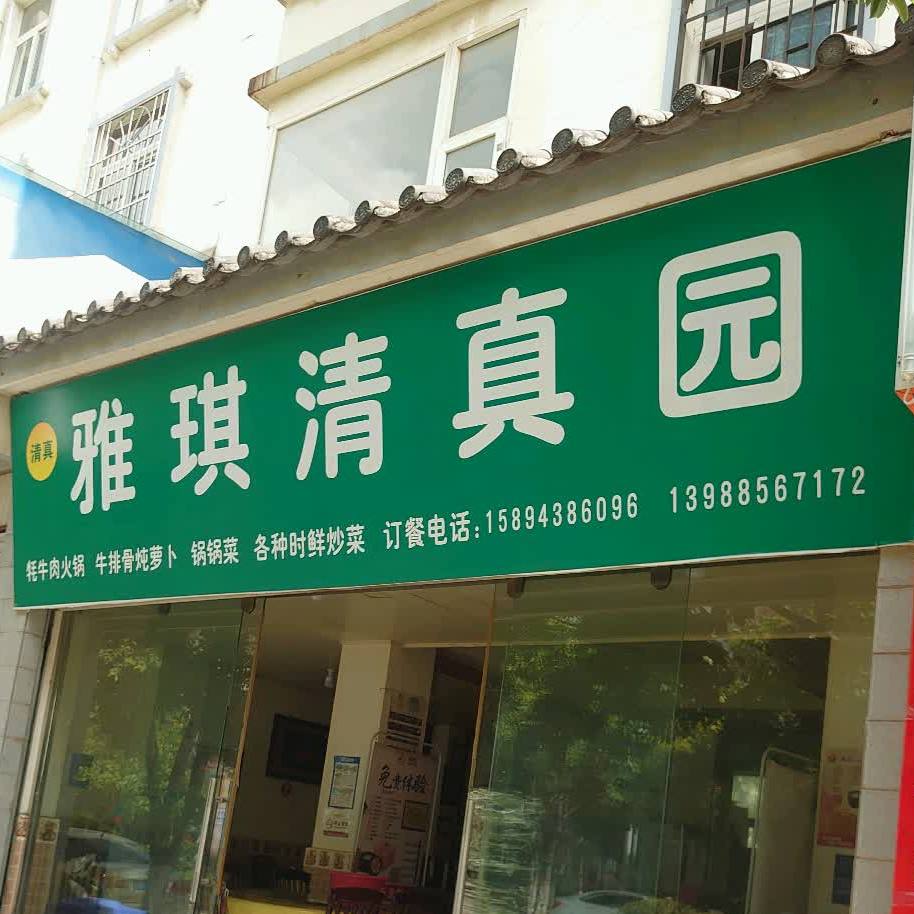 清真
雅琪清真园
牦牛肉火锅 牛排骨炖萝卜 锅锅菜 各种时鲜炒菜 订餐电话:15894386096 13988567172
免费体验